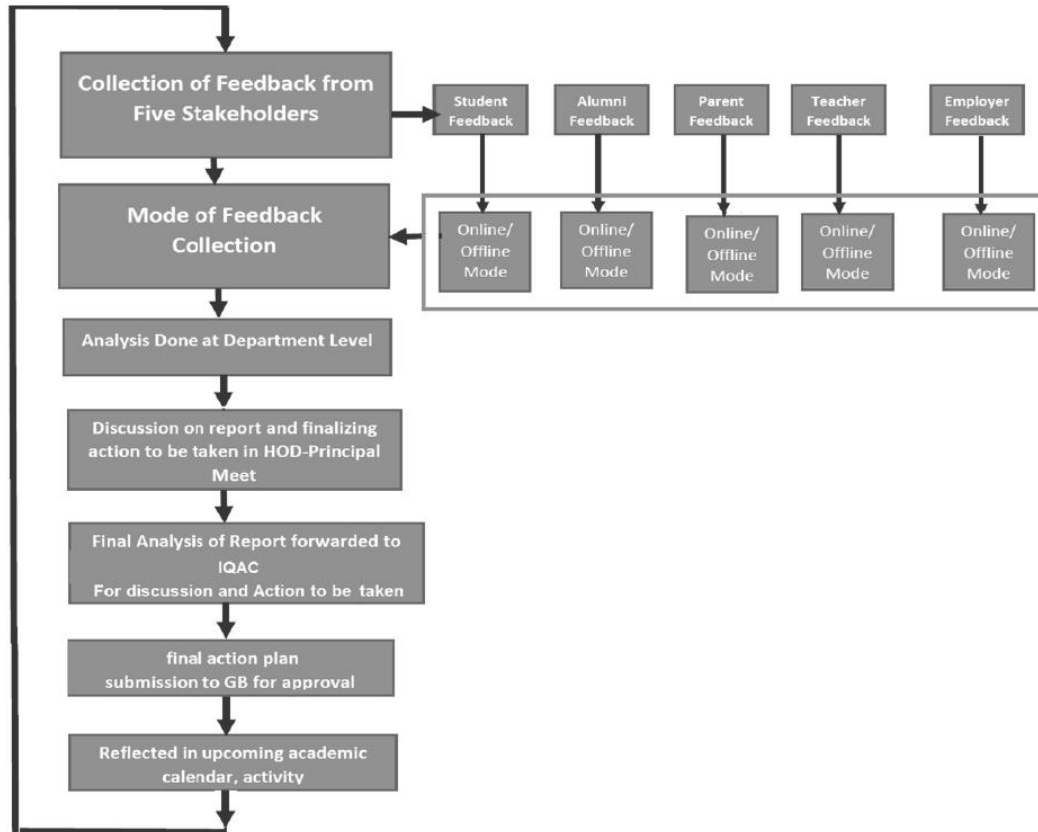 Collection of Feedback from
Five Stakeholders
Student
Feedback
Alumni
Feedback
Parent
Feedback
Teacher
Feedback
Employer
Feedback
Mode of Feedback
Collection
Online/
Offline
Mode
Online/
Offline
Mode
Online/
Offline
Mode
Online/
Offline
Mode
Online/
Offline
Mode
Analysis Done at Department Level
Discussion on report and finalizing
action to be taken in HOD-Principal
Meet
Final Analysis of Report forwarded to
IQAC
For discussion and Action to be taken
final action plan
submission to GB for approval
Reflected in upcoming academic
calendar, activity